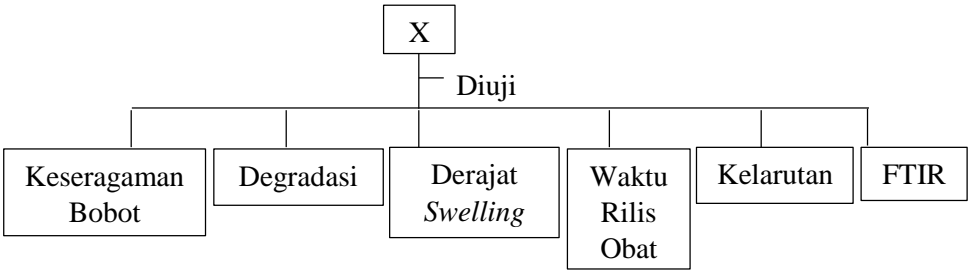 X
Diuji
Keseragaman
Bobot
Degradasi
Derajat
Swelling
Waktu
Rilis
Obat
Kelarutan
FTIR